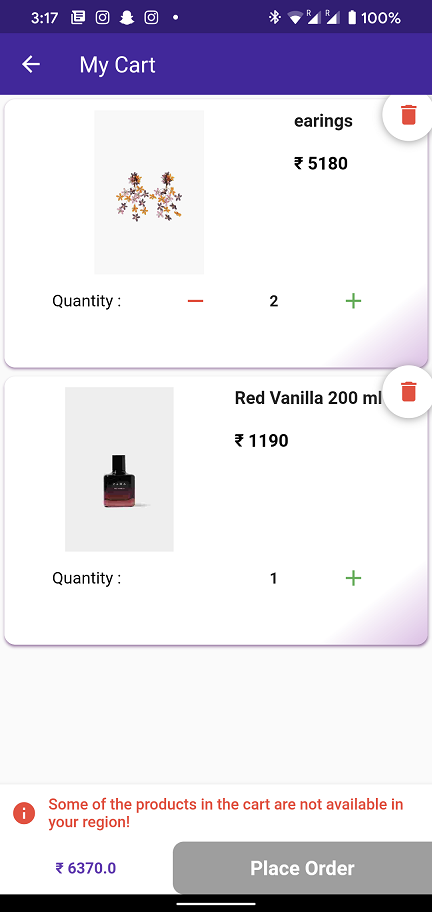 3:17 R R 100%
My Cart
earings
₹ 5180
Quantity : 2
Red Vanilla 200 ml
₹ 1190
ZARA
Quantity : 1
Some of the products in the cart are not available in
your region!
₹ 6370.0 Place Order